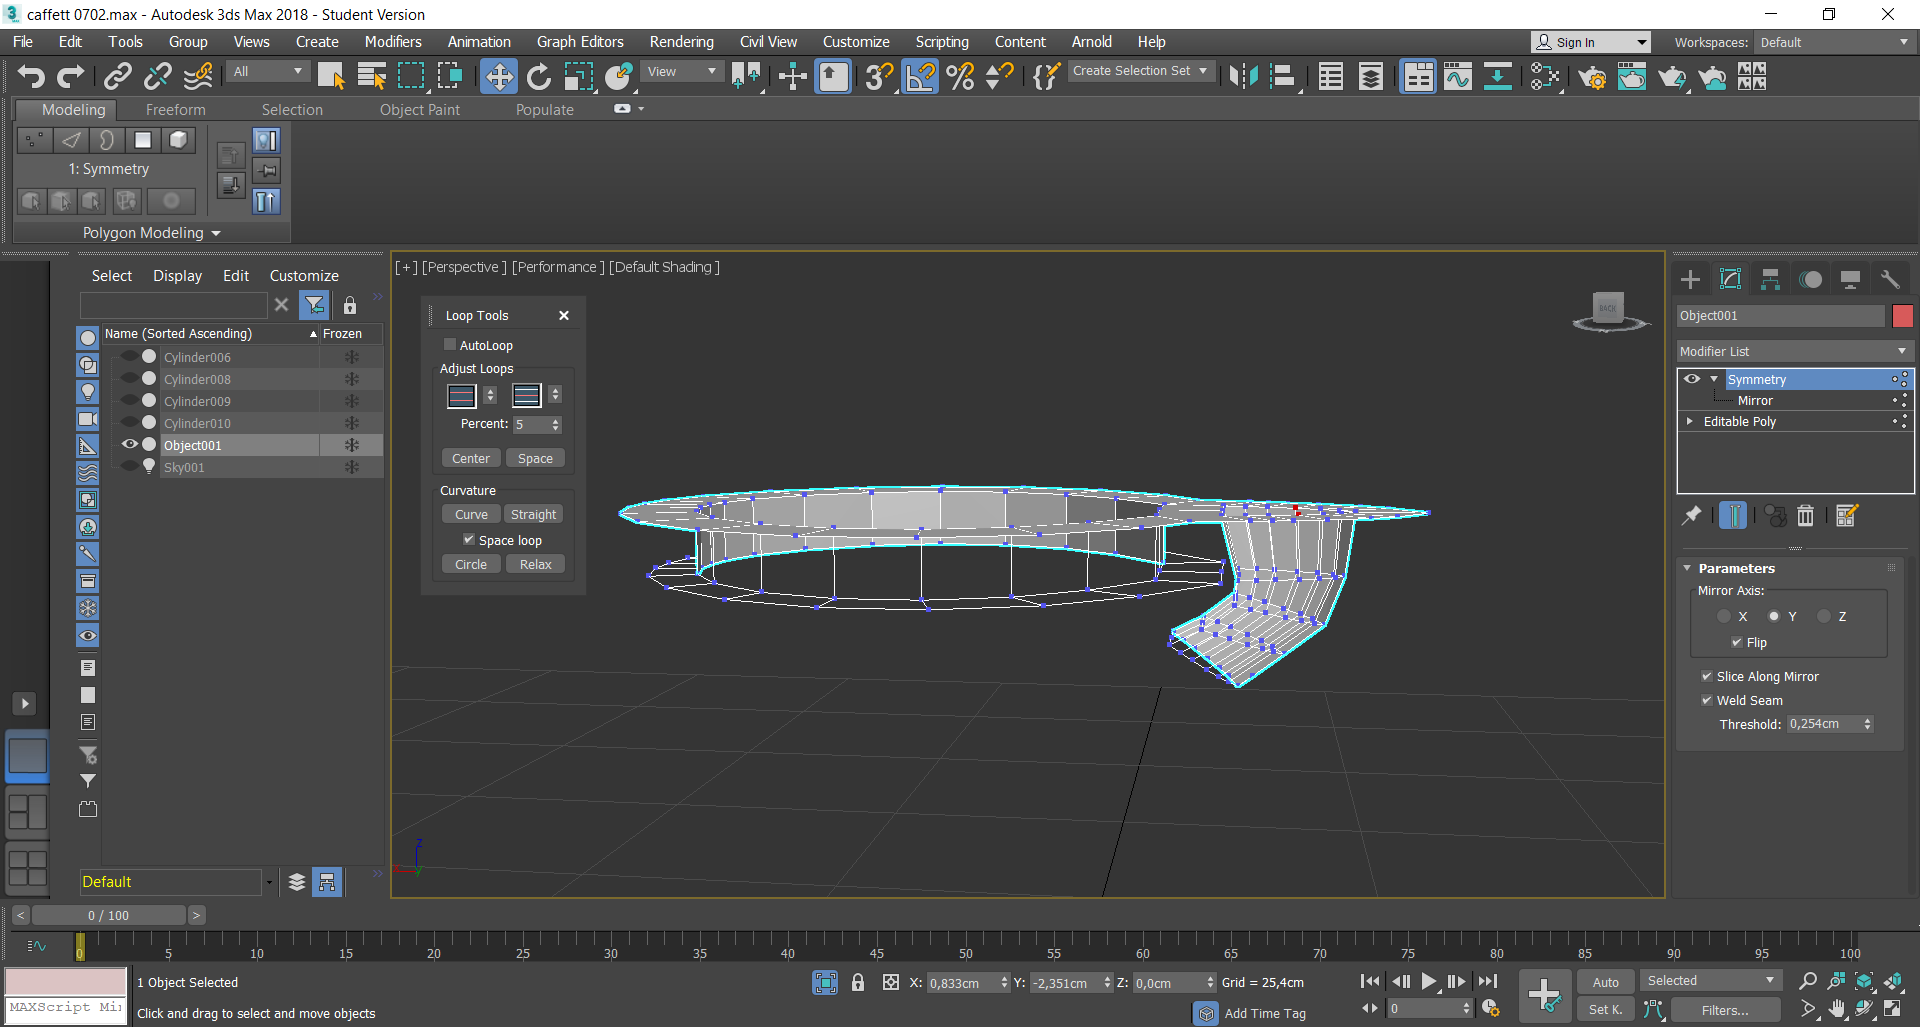 caffett 0702.max - Autodesk 3ds Max 2018 - Student Version
File Edit Tools Group Views Create Modifiers Animation Graph Editors Rendering Civil View Customize Scripting Content Arnold Help
Sign In Workspaces: Default
All View Create Selection Set
Modeling Freeform Selection Object Paint Populate
1: Symmetry
Polygon Modeling
Select Display Edit Customize
Name (Sorted Ascending) Frozen
Cylinder006
Cylinder008
Cylinder009
Cylinder010
Object001
Sky001
Default
[+] [Perspective ] [Performance ] [Default Shading ]
Loop Tools
AutoLoop
Adjust Loops
Percent: 5
Center Space
Curvature
Curve Straight
Space loop
Circle Relax
BACK
z
x
y
Object001
Modifier List
Symmetry
Mirror
Editable Poly
Parameters
Mirror Axis:
X Y Z
Flip
Slice Along Mirror
Weld Seam
Threshold: 0,254cm
< 0 / 100 >
0 5 10 15 20 25 30 35 40 45 50 55 60 65 70 75 80 85 90 95 100
1 Object Selected
X: 0,833cm Y: -2,351cm Z: 0,0cm Grid = 25,4cm
Auto Selected
MAXScript Mi
Click and drag to select and move objects
Add Time Tag
0
Set K. Filters...